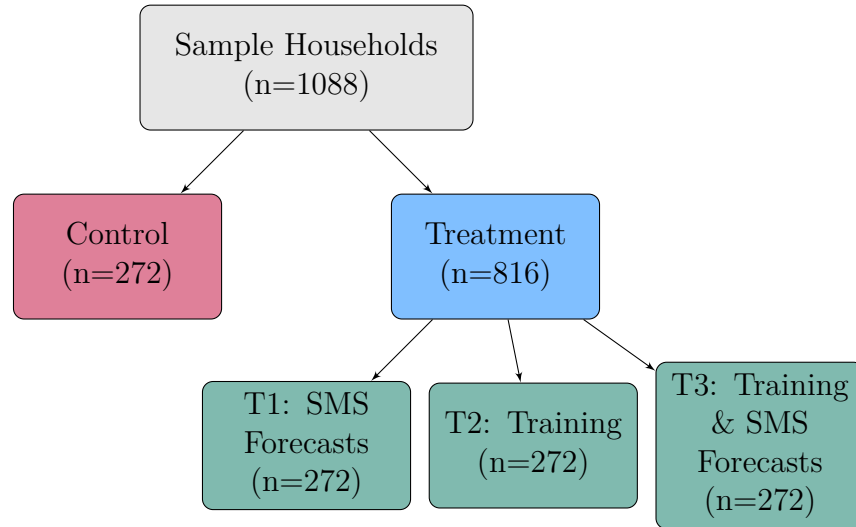 Sample Households
(n=1088)
Control
(n=272)
Treatment
(n=816)
T1: SMS
Forecasts
(n=272)
T2: Training
(n=272)
T3: Training
& SMS
Forecasts
(n=272)